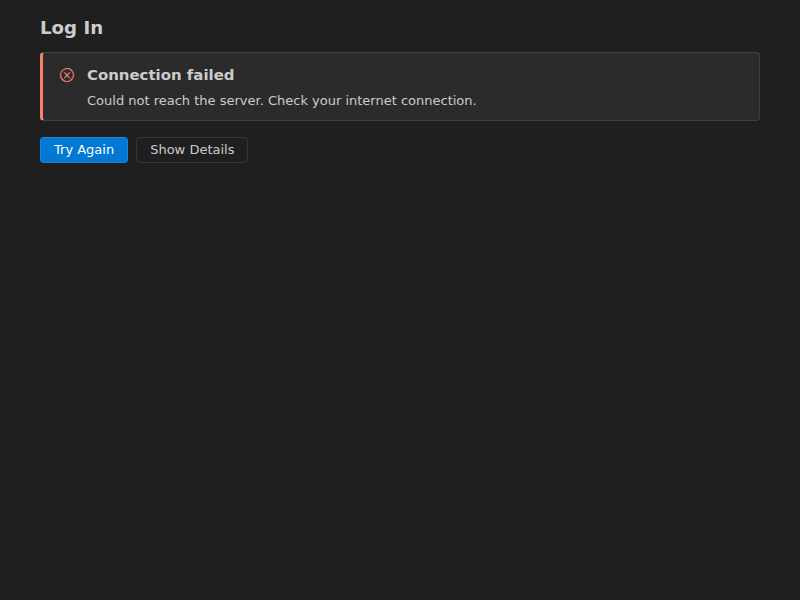 Log In
Connection failed
Could not reach the server. Check your internet connection.
Try Again
Show Details